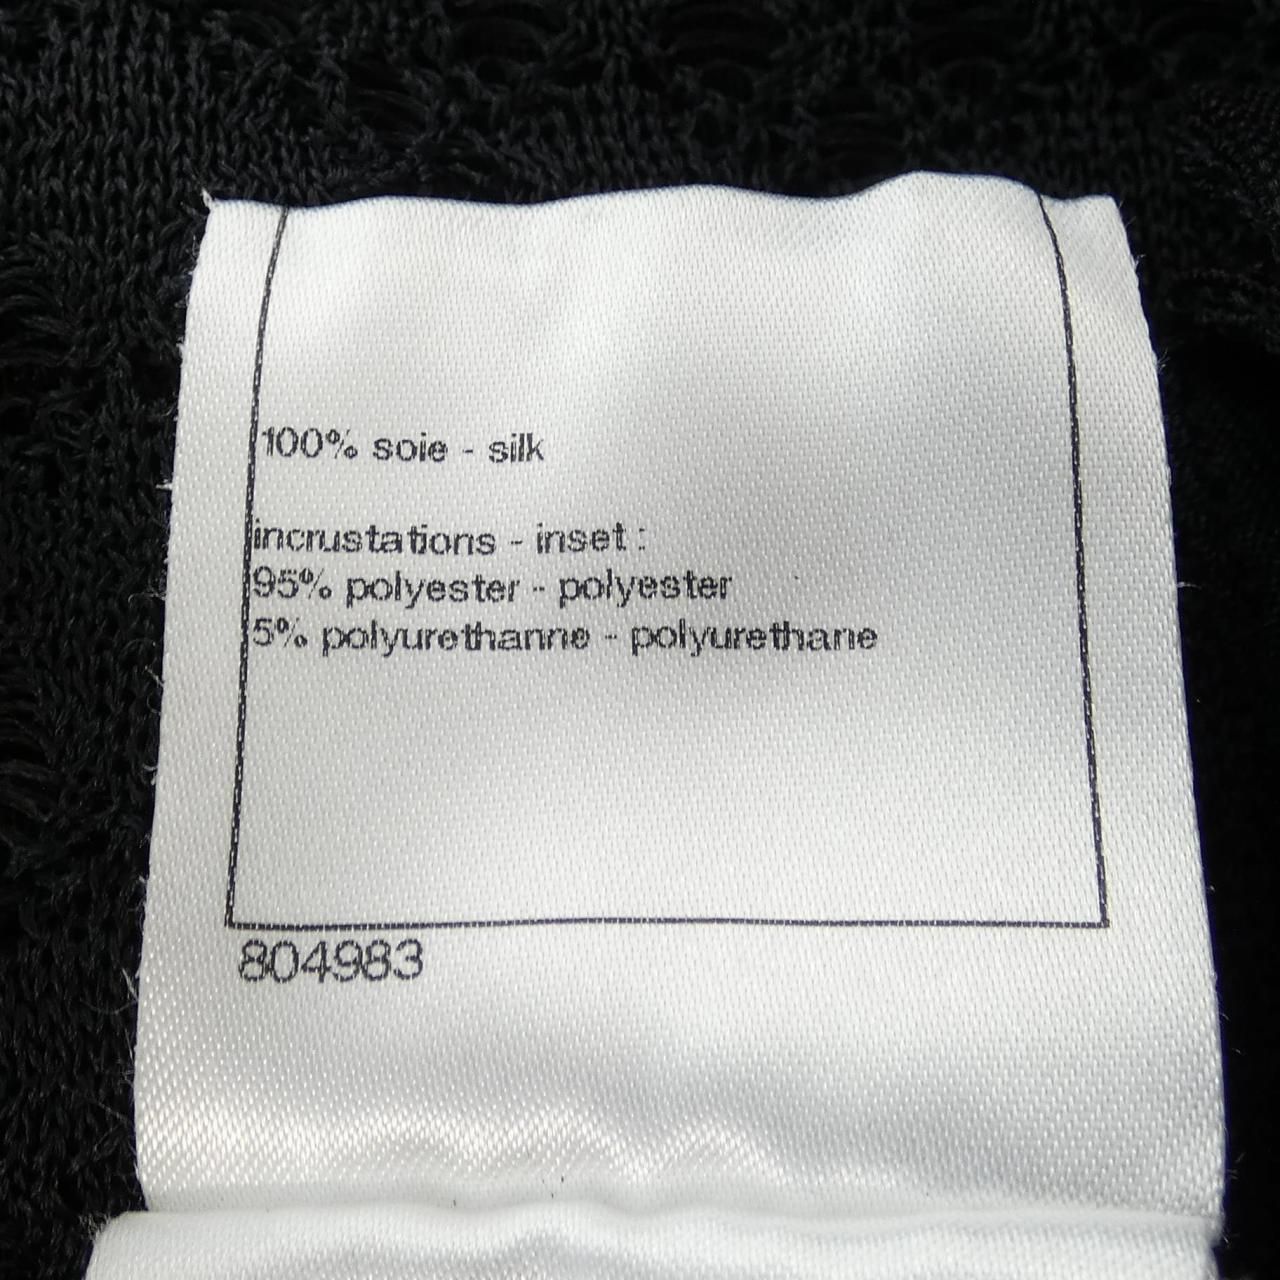 100% soie - silk
incrustations - inset :
95% polyester - polyester
5% polyurethanne - polyurethane
804983